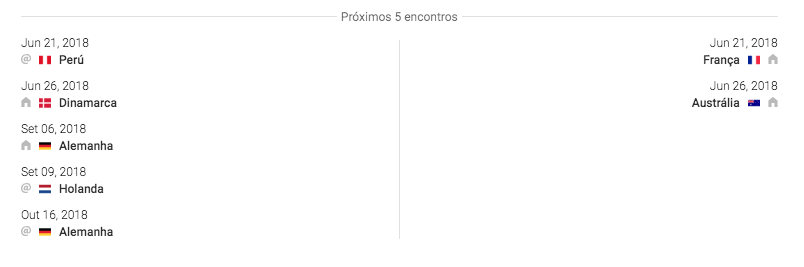 Próximos 5 encontros
Jun 21, 2018
@ Perú
Jun 26, 2018
Dinamarca
Set 06, 2018
Alemanha
Set 09, 2018
@ Holanda
Out 16, 2018
@ Alemanha
Jun 21, 2018
França
Jun 26, 2018
Austrália